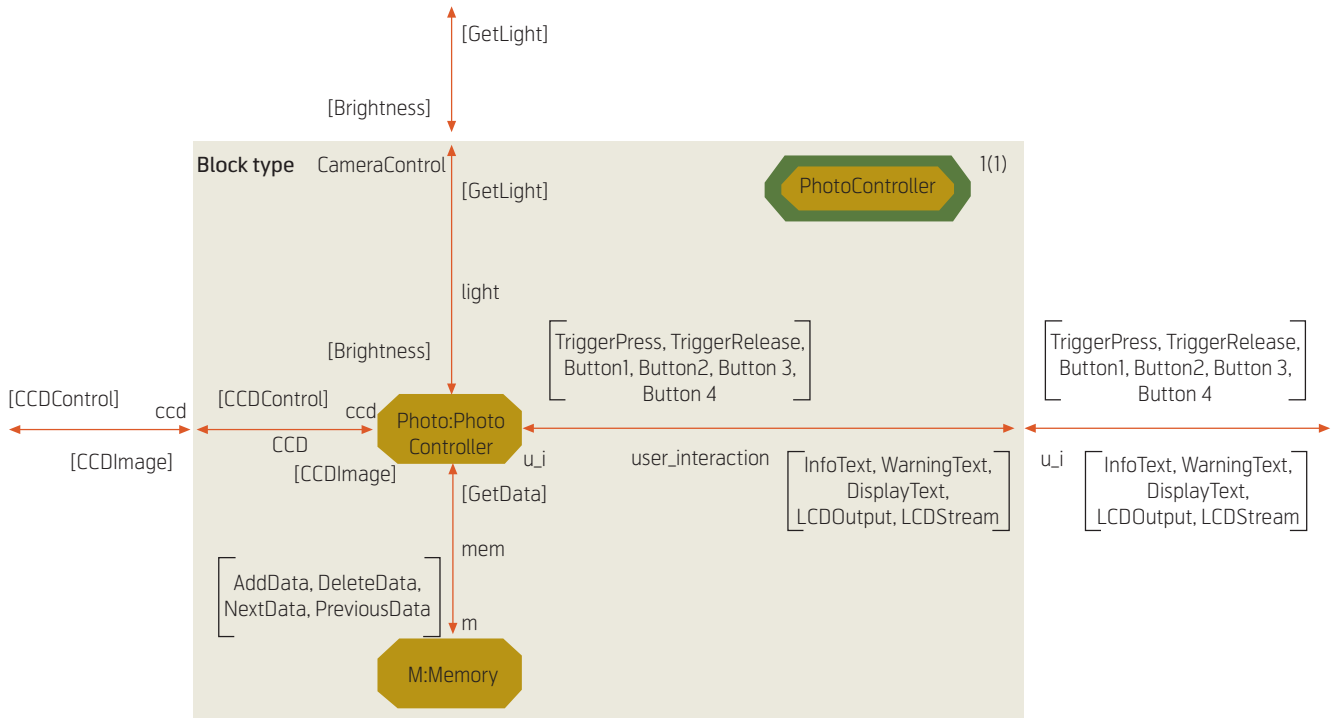 [GetLight]
[Brightness]
Block type CameraControl
1(1)
PhotoController
[GetLight]
light
[Brightness]
TriggerPress, TriggerRelease,
Button1, Button2, Button 3,
Button 4
TriggerPress, TriggerRelease,
Button1, Button2, Button 3,
Button 4
[CCDControl]
ccd
[CCDControl]
ccd
Photo:Photo
Controller
[CCDImage]
CCD
[CCDImage]
u_i
user_interaction
InfoText, WarningText,
DisplayText,
LCDOutput, LCDStream
u_i
InfoText, WarningText,
DisplayText,
LCDOutput, LCDStream
[GetData]
mem
AddData, DeleteData,
NextData, PreviousData
m
M:Memory